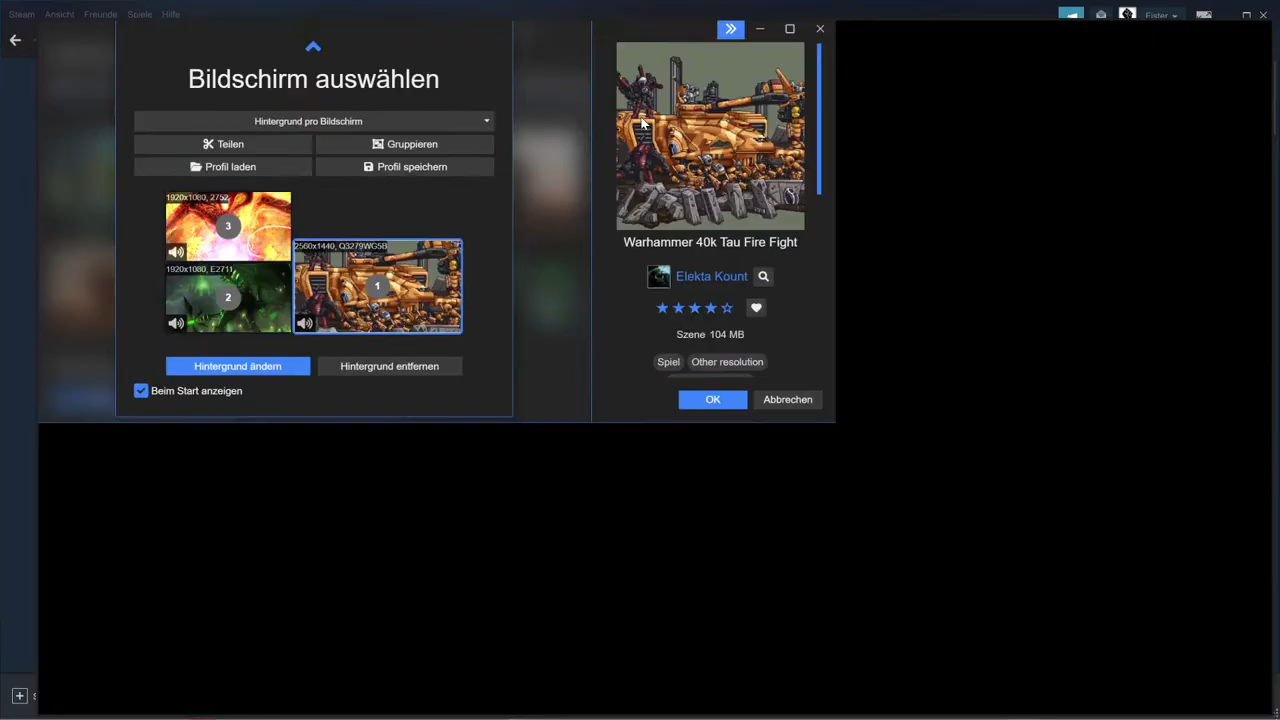 Steam Ansicht Freunde Spiele Hilfe
Eister
Bildschirm auswählen
Hintergrund pro Bildschirm
Teilen
Gruppieren
Profil laden
Profil speichern
1920x1080, 2752
3
2560x1440, Q3279WG5B
1
1920x1080, E2711
2
Hintergrund ändern
Hintergrund entfernen
Beim Start anzeigen
Warhammer 40k Tau Fire Fight
Elekta Kount
Szene 104 MB
Spiel
Other resolution
OK
Abbrechen